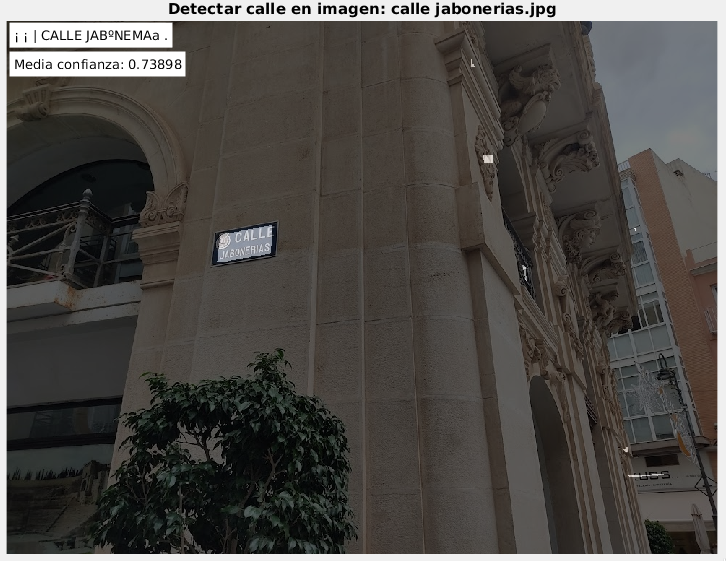 Detectar calle en imagen: calle jabonerias.jpg
¡ ¡ | CALLE JABºNEMAa .
Media confianza: 0.73898
CALLE
JABONERIAS